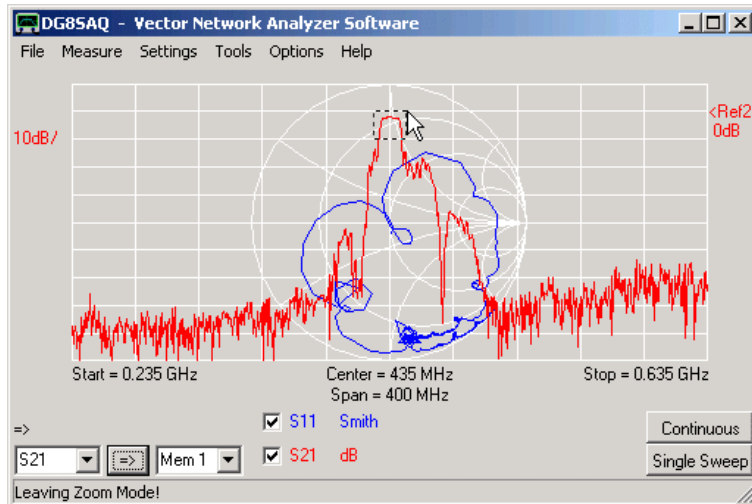 DG8SAQ - Vector Network Analyzer Software
File Measure Settings Tools Options Help
10dB/
<Ref2
0dB
Start = 0.235 GHz Center = 435 MHz Stop = 0.635 GHz
Span = 400 MHz
=>
S11 Smith
Continuous
S21 => Mem 1 S21 dB Single Sweep
Leaving Zoom Mode!